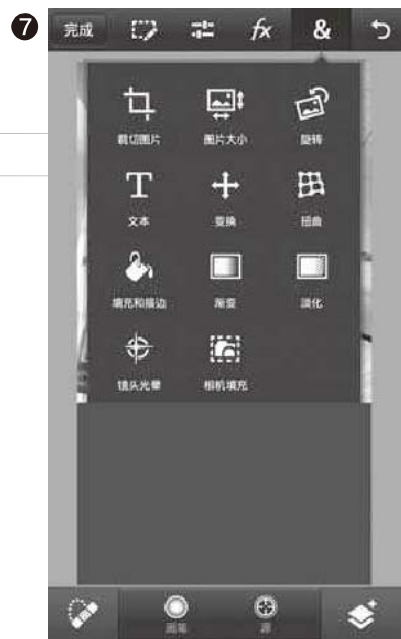 ❼
完成 fx &
裁切图片 图片大小 旋转
文本 变换 扭曲
填充和描边 渐变 淡化
镜头光晕 相机填充
画笔 源